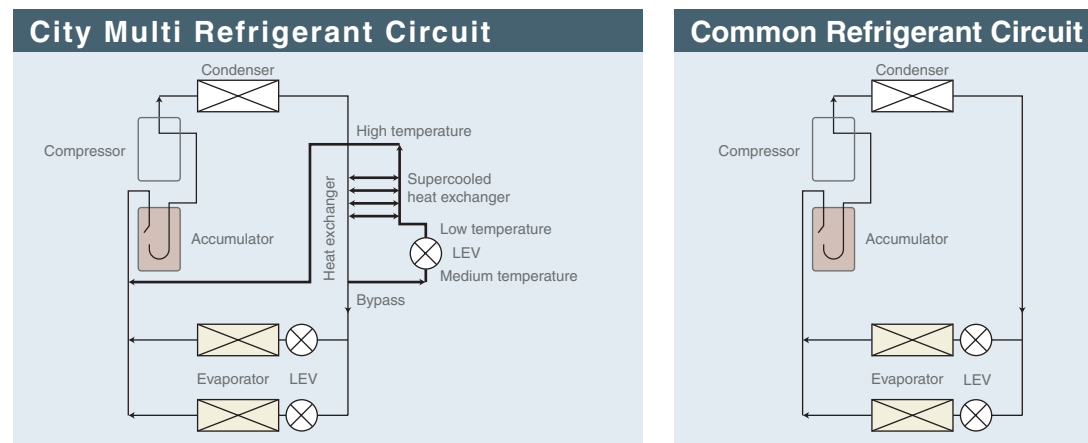 City Multi Refrigerant Circuit
Condenser
High temperature
Compressor
Supercooled
heat exchanger
Heat exchanger
Accumulator
Low temperature
LEV
Medium temperature
Bypass
Evaporator LEV
Common Refrigerant Circuit
Condenser
Compressor
Accumulator
Evaporator LEV